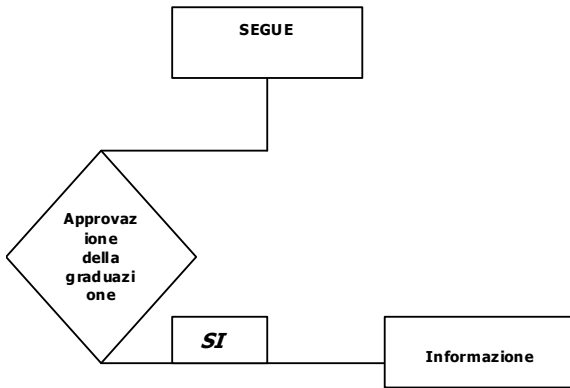 SEGUE
Approvaz
ione
della
graduazi
one
SI
Informazione